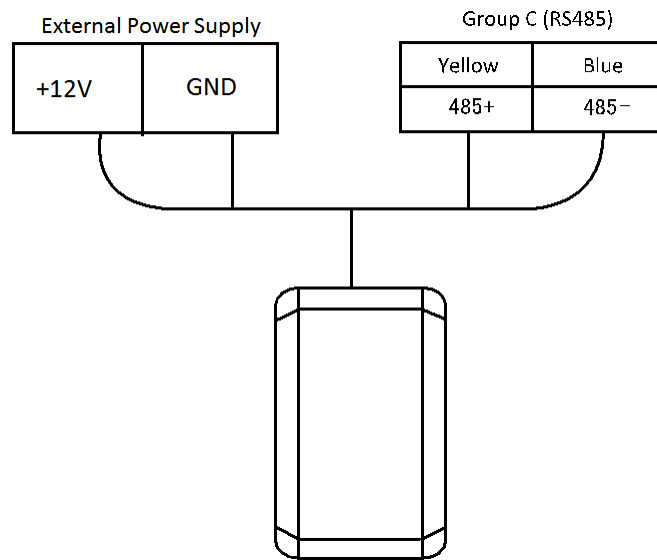 External Power Supply
+12V GND
Group C (RS485)
Yellow Blue
485+ 485-